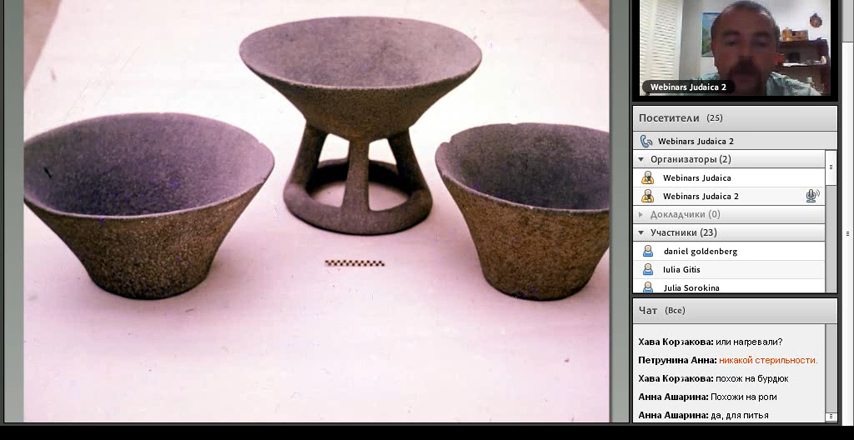 Webinars Judaica 2
Посетители (25)
Webinars Judaica 2
Организаторы (2)
Webinars Judaica
Webinars Judaica 2
Докладчики (0)
Участники (23)
daniel goldenberg
Iulia Gitis
Julia Sorokina
Чат (Все)
Хава Корзакова: или нагревали?
Петрунина Анна: никакой стерильности.
Хава Корзакова: похож на бурдюк
Анна Ашарина: Похожи на роги
Анна Ашарина: да, для питья